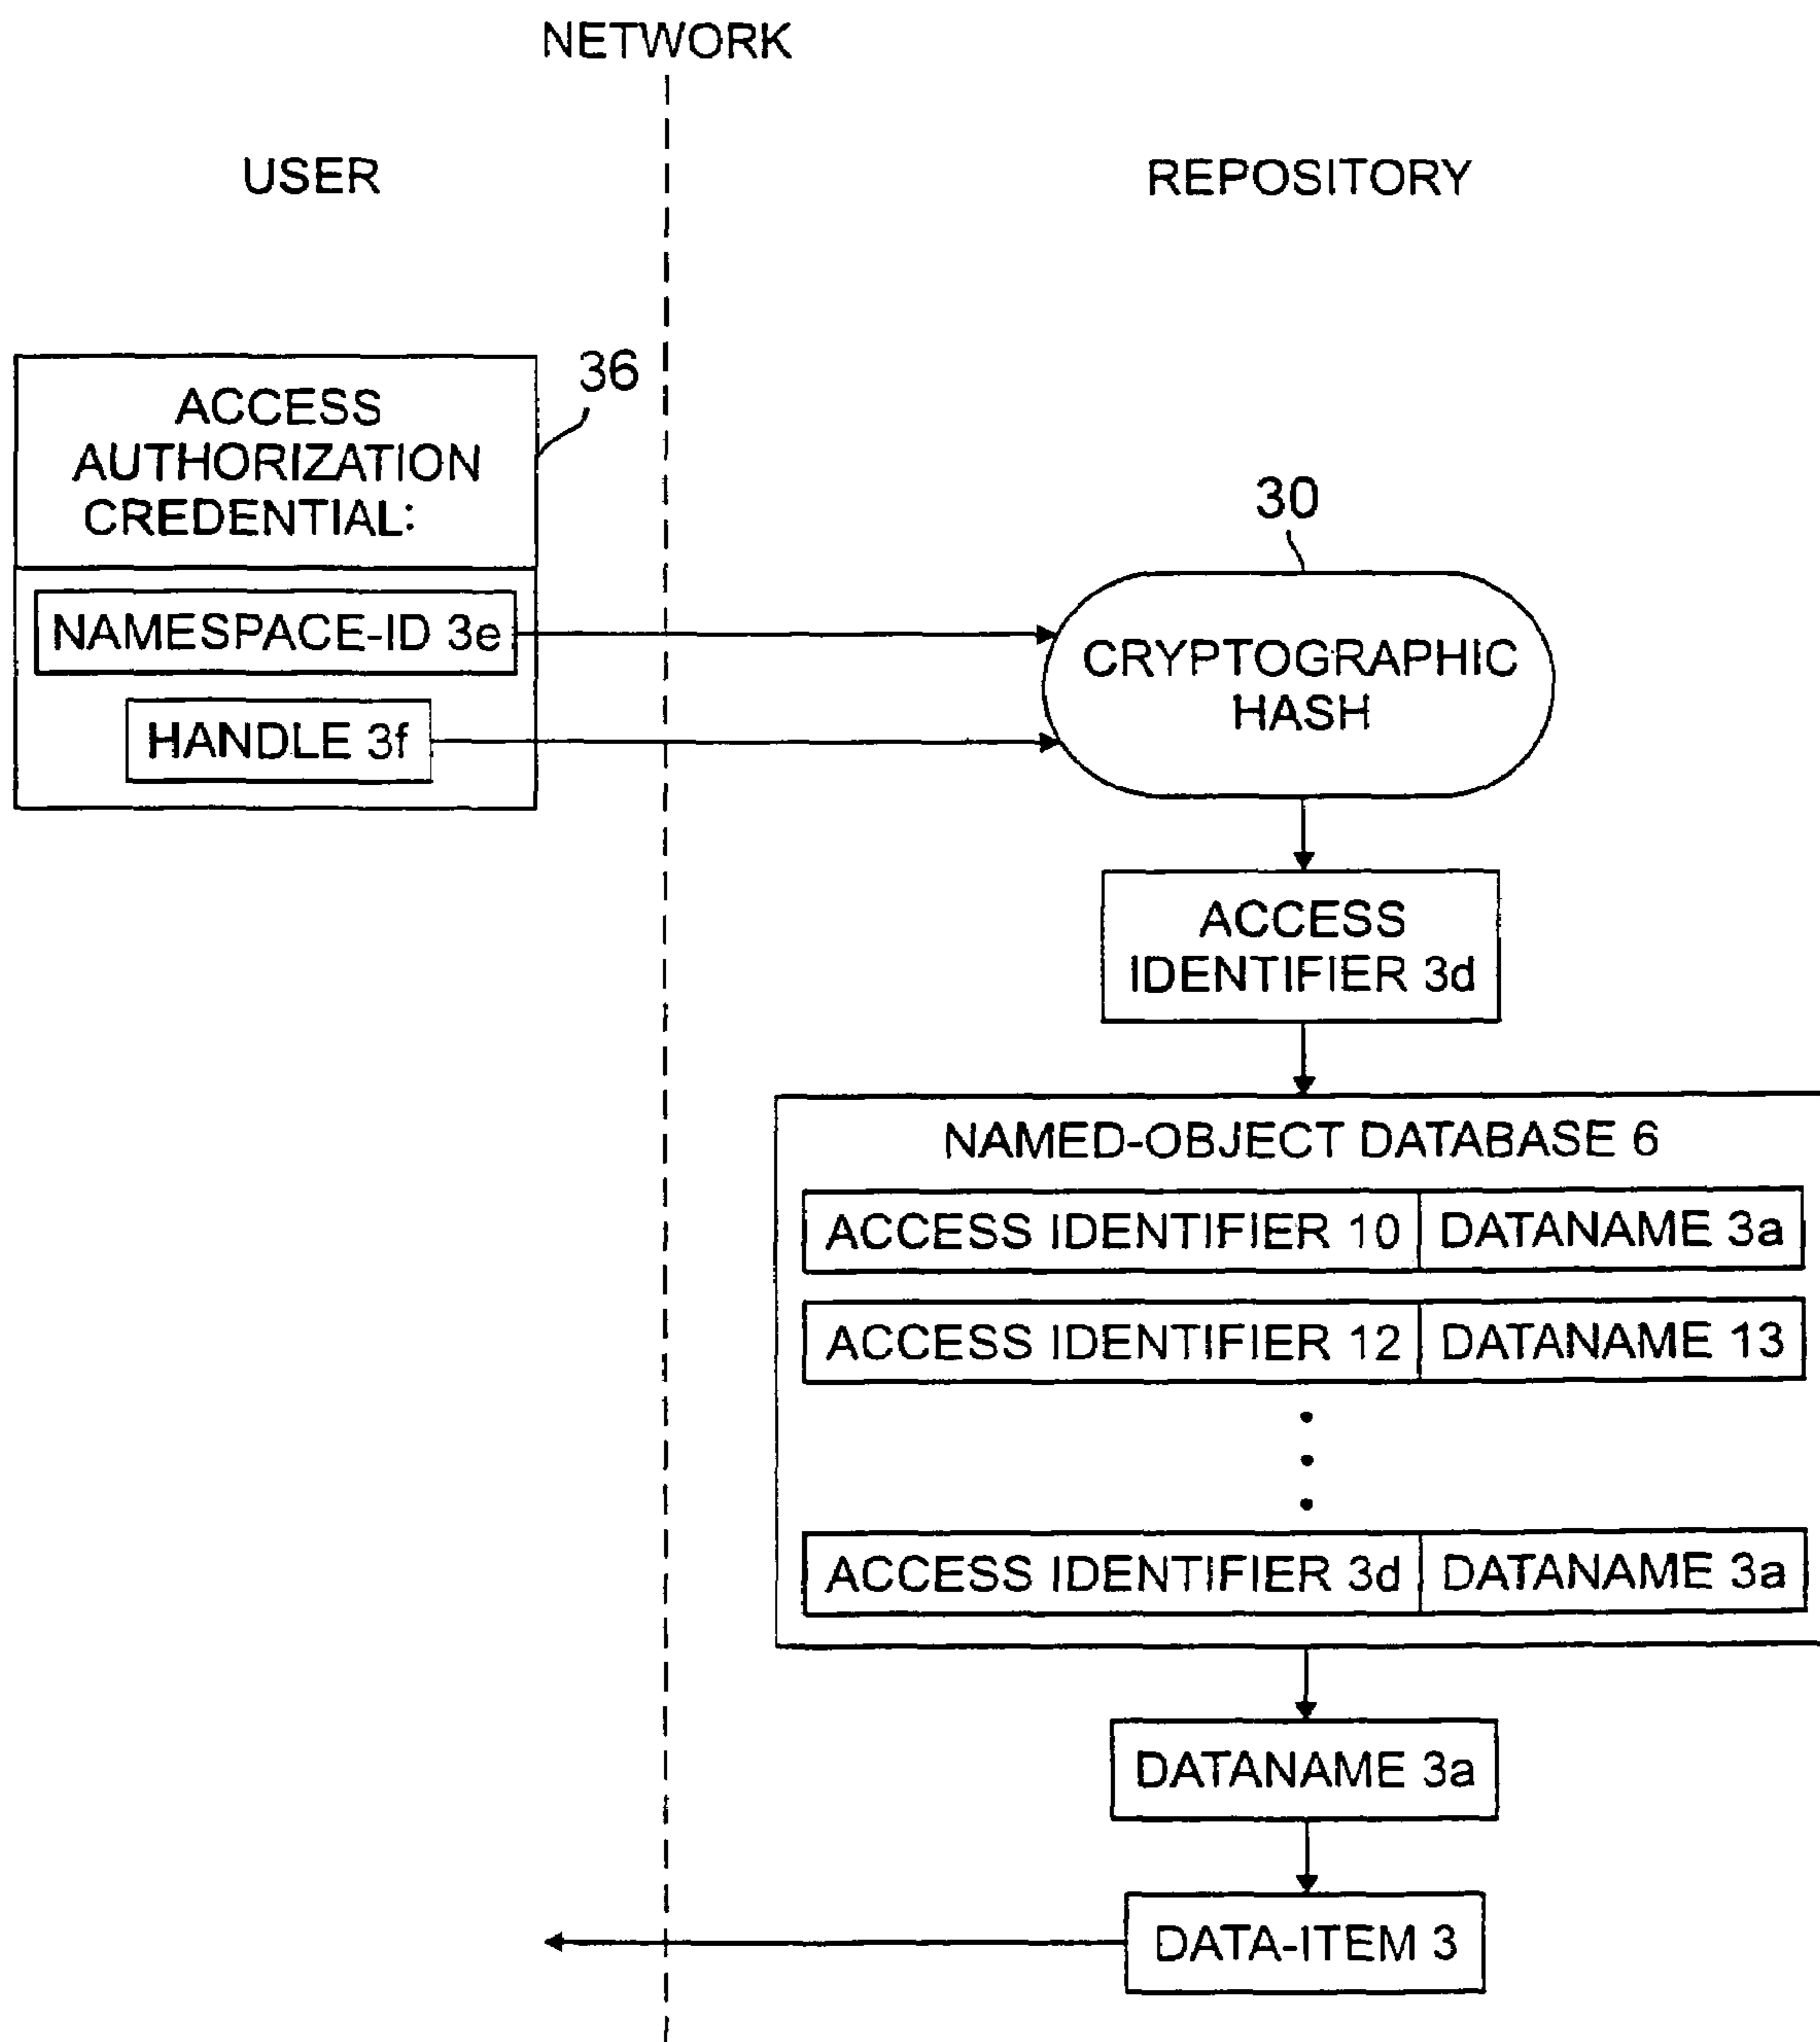 NETWORK
USER
REPOSITORY
36
ACCESS
AUTHORIZATION
CREDENTIAL:
NAMESPACE-ID 3e
HANDLE 3f
30
CRYPTOGRAPHIC
HASH
ACCESS
IDENTIFIER 3d
NAMED-OBJECT DATABASE 6
ACCESS IDENTIFIER 10 DATANAME 3a
ACCESS IDENTIFIER 12 DATANAME 13
ACCESS IDENTIFIER 3d DATANAME 3a
DATANAME 3a
DATA-ITEM 3